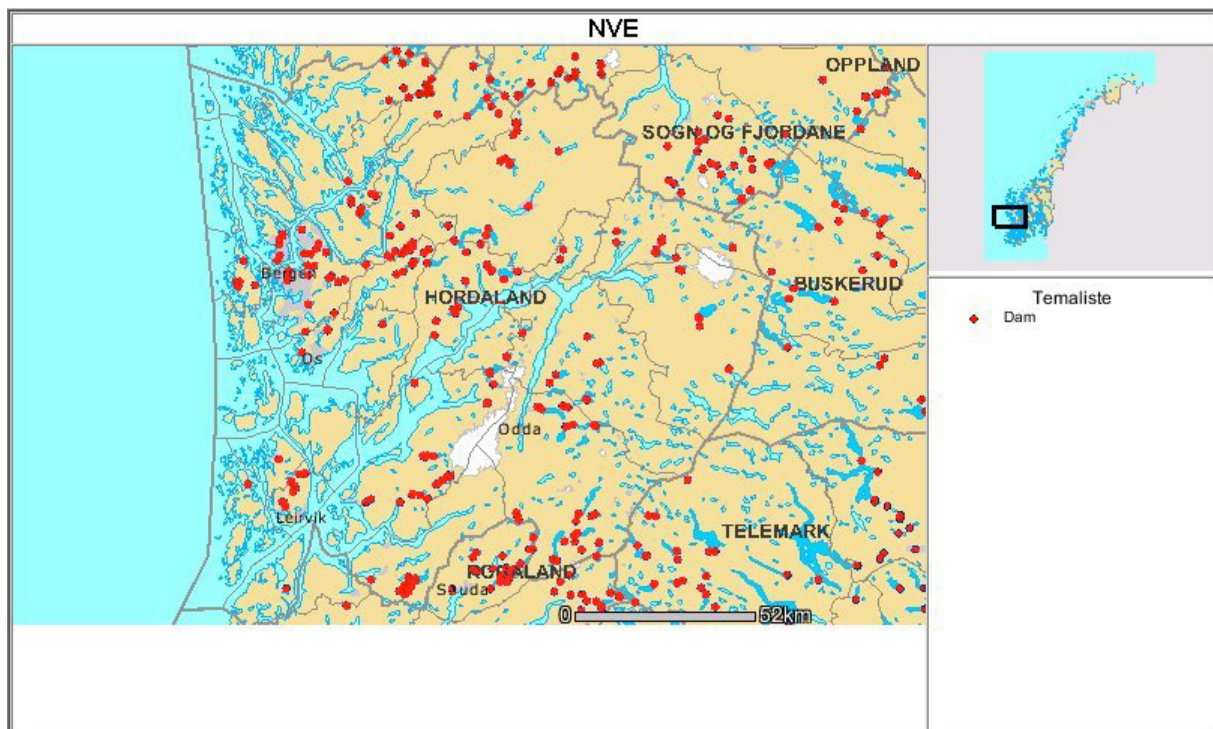 NVE
OPPLAND
SOGN OG FJORDANE
Bergen
HORDALAND
BUSKERUD
Os
Odda
Leirvik
TELEMARK
ROGALAND
Sauda
0 52km
Temaliste
Dam